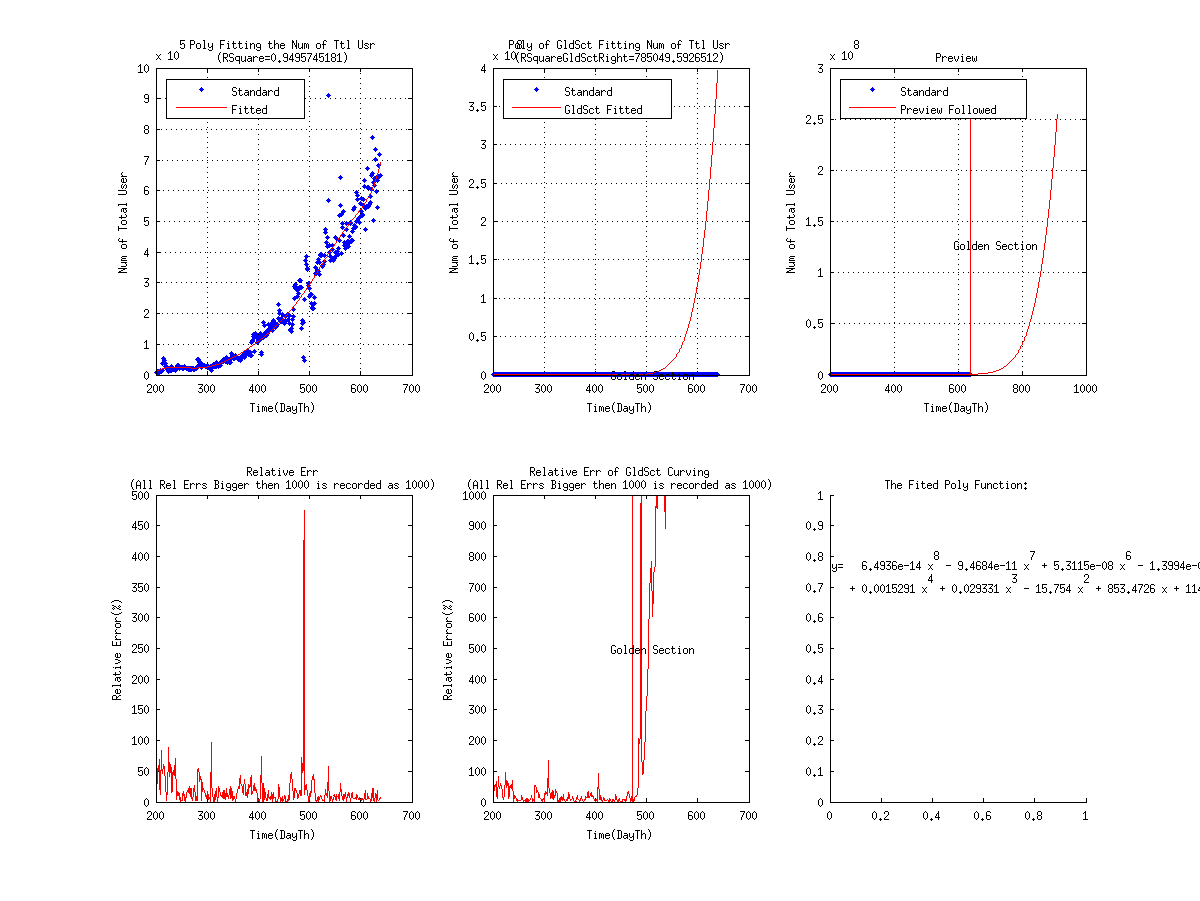 5 Poly Fitting the Num of Ttl Usr
(RSquare=0.9495745181)
x 10
10
9
8
7
6
5
4
3
2
1
0
200 300 400 500 600 700
Num of Total User
Time(DayTh)
Standard
Fitted
Poly of GldSct Fitting Num of Ttl Usr
(RSquareGldSctRight=785049.5926512)
x 10
4
3.5
3
2.5
2
1.5
1
0.5
0
200 300 400 500 600 700
Num of Total User
Time(DayTh)
Standard
GldSct Fitted
Golden Section
Preview
x 10 8
3
2.5
2
1.5
1
0.5
0
200 400 600 800 1000
Num of Total User
Time(DayTh)
Standard
Preview Followed
Golden Section
Relative Err
(All Rel Errs Bigger then 1000 is recorded as 1000)
500
450
400
350
300
250
200
150
100
50
0
200 300 400 500 600 700
Relative Error(%)
Time(DayTh)
Relative Err of GldSct Curving
(All Rel Errs Bigger then 1000 is recorded as 1000)
1000
900
800
700
600
500
400
300
200
100
0
200 300 400 500 600 700
Relative Error(%)
Time(DayTh)
Golden Section
The Fited Poly Function:
1
0.9
0.8
0.7
0.6
0.5
0.4
0.3
0.2
0.1
0
0 0.2 0.4 0.6 0.8 1
y= 6.4936e-14 x^8 - 9.4684e-11 x^7 + 5.3115e-08 x^6 - 1.3994e-
+ 0.0015291 x^4 + 0.029331 x^3 - 15.754 x^2 + 853.4726 x + 114